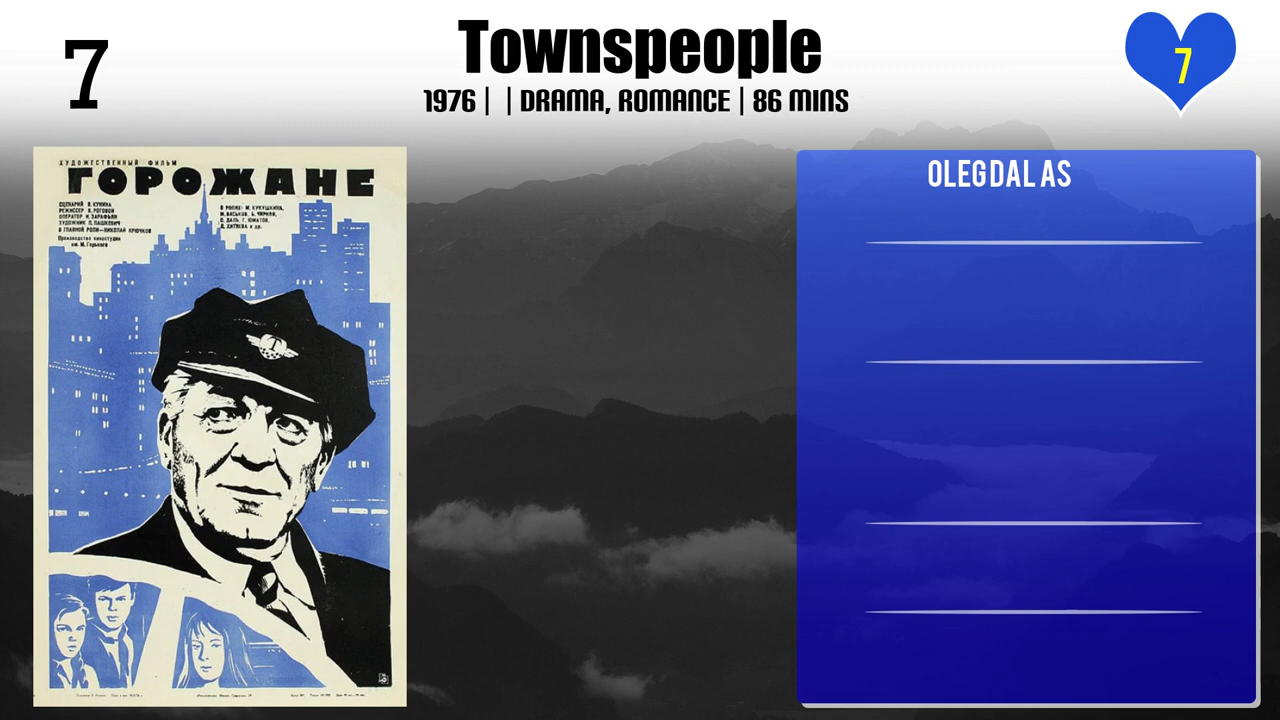 7
Townspeople
1976 | | DRAMA, ROMANCE | 86 MINS
7
ХУДОЖЕСТВЕННЫЙ ФИЛЬМ
ГОРОЖАНЕ
СЦЕНАРИЙ В. КУНИНА
РЕЖИССЕР В. РОГОВОЙ
ОПЕРАТОР И. ЗАРАФЬЯН
ХУДОЖНИК П. ПАШКЕВИЧ
В ГЛАВНОЙ РОЛИ—НИКОЛАЙ КРЮЧКОВ
Производство киностудии
им. М. Горького
В РОЛЯХ: М. КУКУШКИНА,
М. ВАСЬКОВ, Б. ЧИРКОВ,
О. ДАЛЬ, Г. ЮМАТОВ,
и др.
OLEG DAL AS